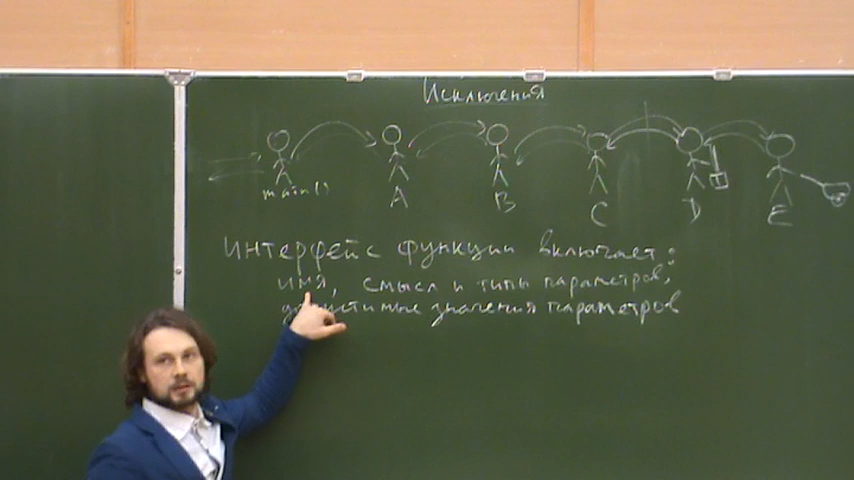 Исключения
main() A B C D E
интерфейс функции включает:
имя, смысл и типы параметров,
допустимые значения параметров